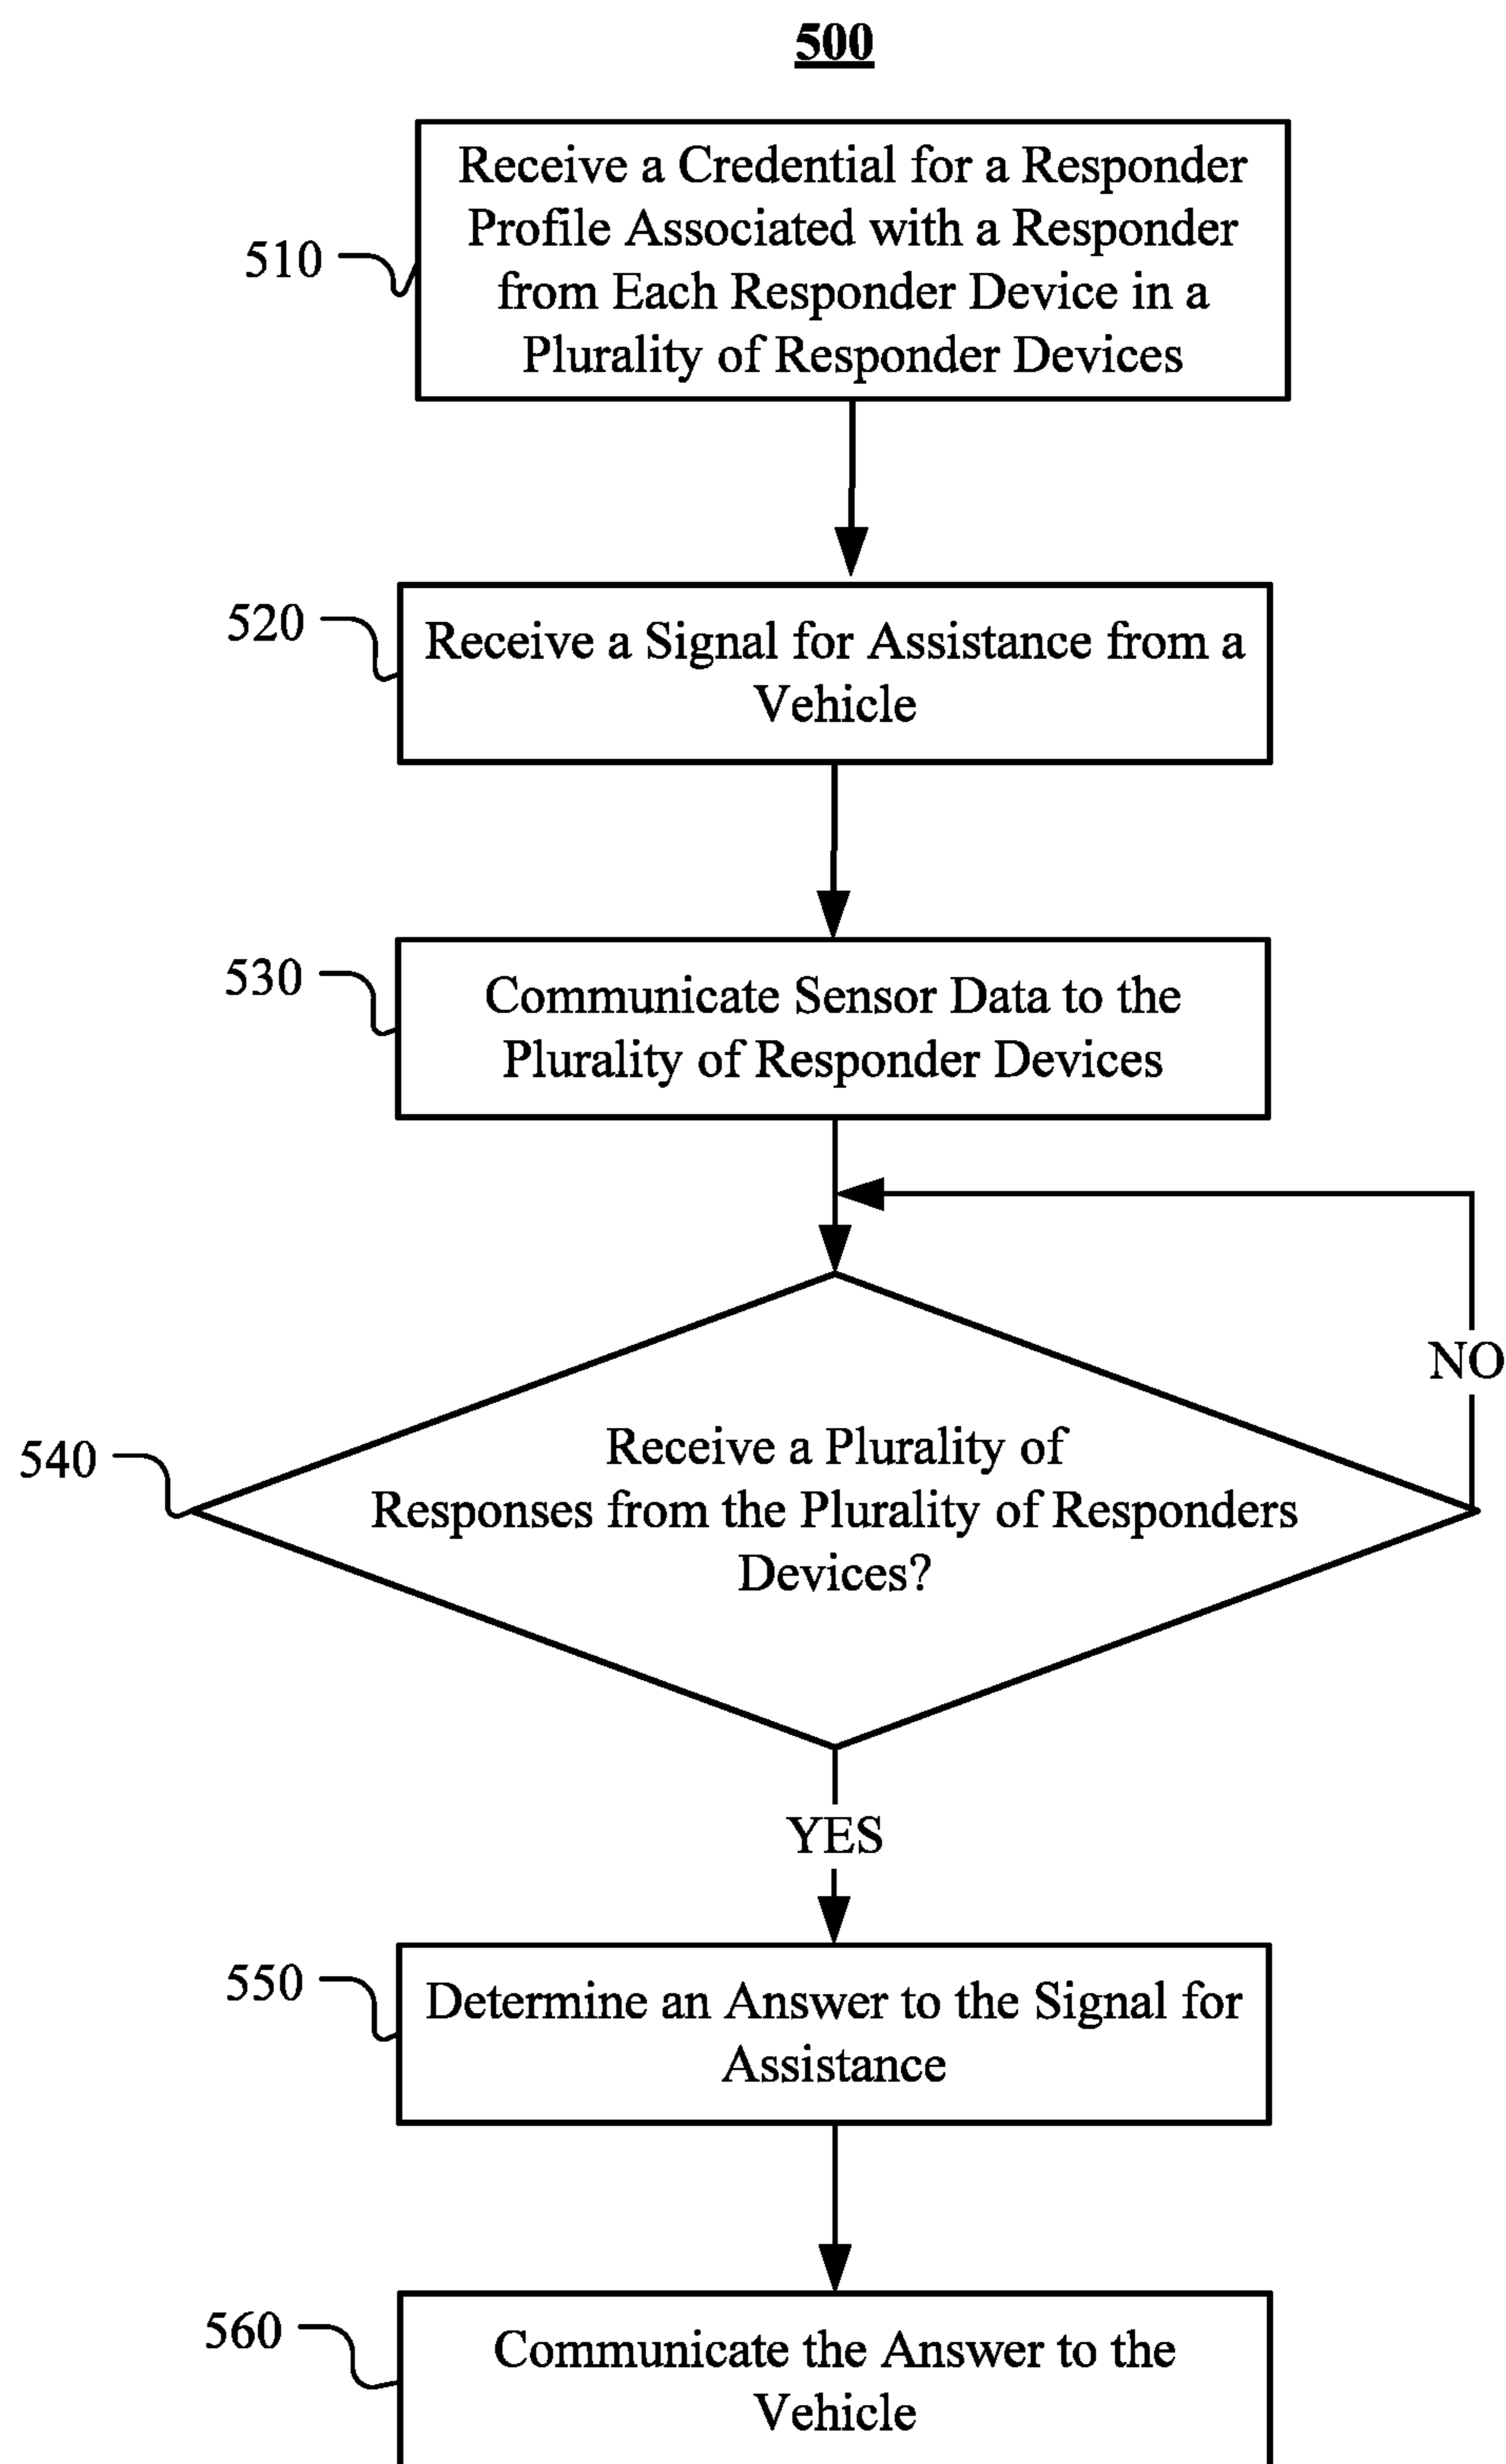 500
510
Receive a Credential for a Responder
Profile Associated with a Responder
from Each Responder Device in a
Plurality of Responder Devices
520
Receive a Signal for Assistance from a
Vehicle
530
Communicate Sensor Data to the
Plurality of Responder Devices
NO
540
Receive a Plurality of
Responses from the Plurality of Responders
Devices?
YES
550
Determine an Answer to the Signal for
Assistance
560
Communicate the Answer to the
Vehicle